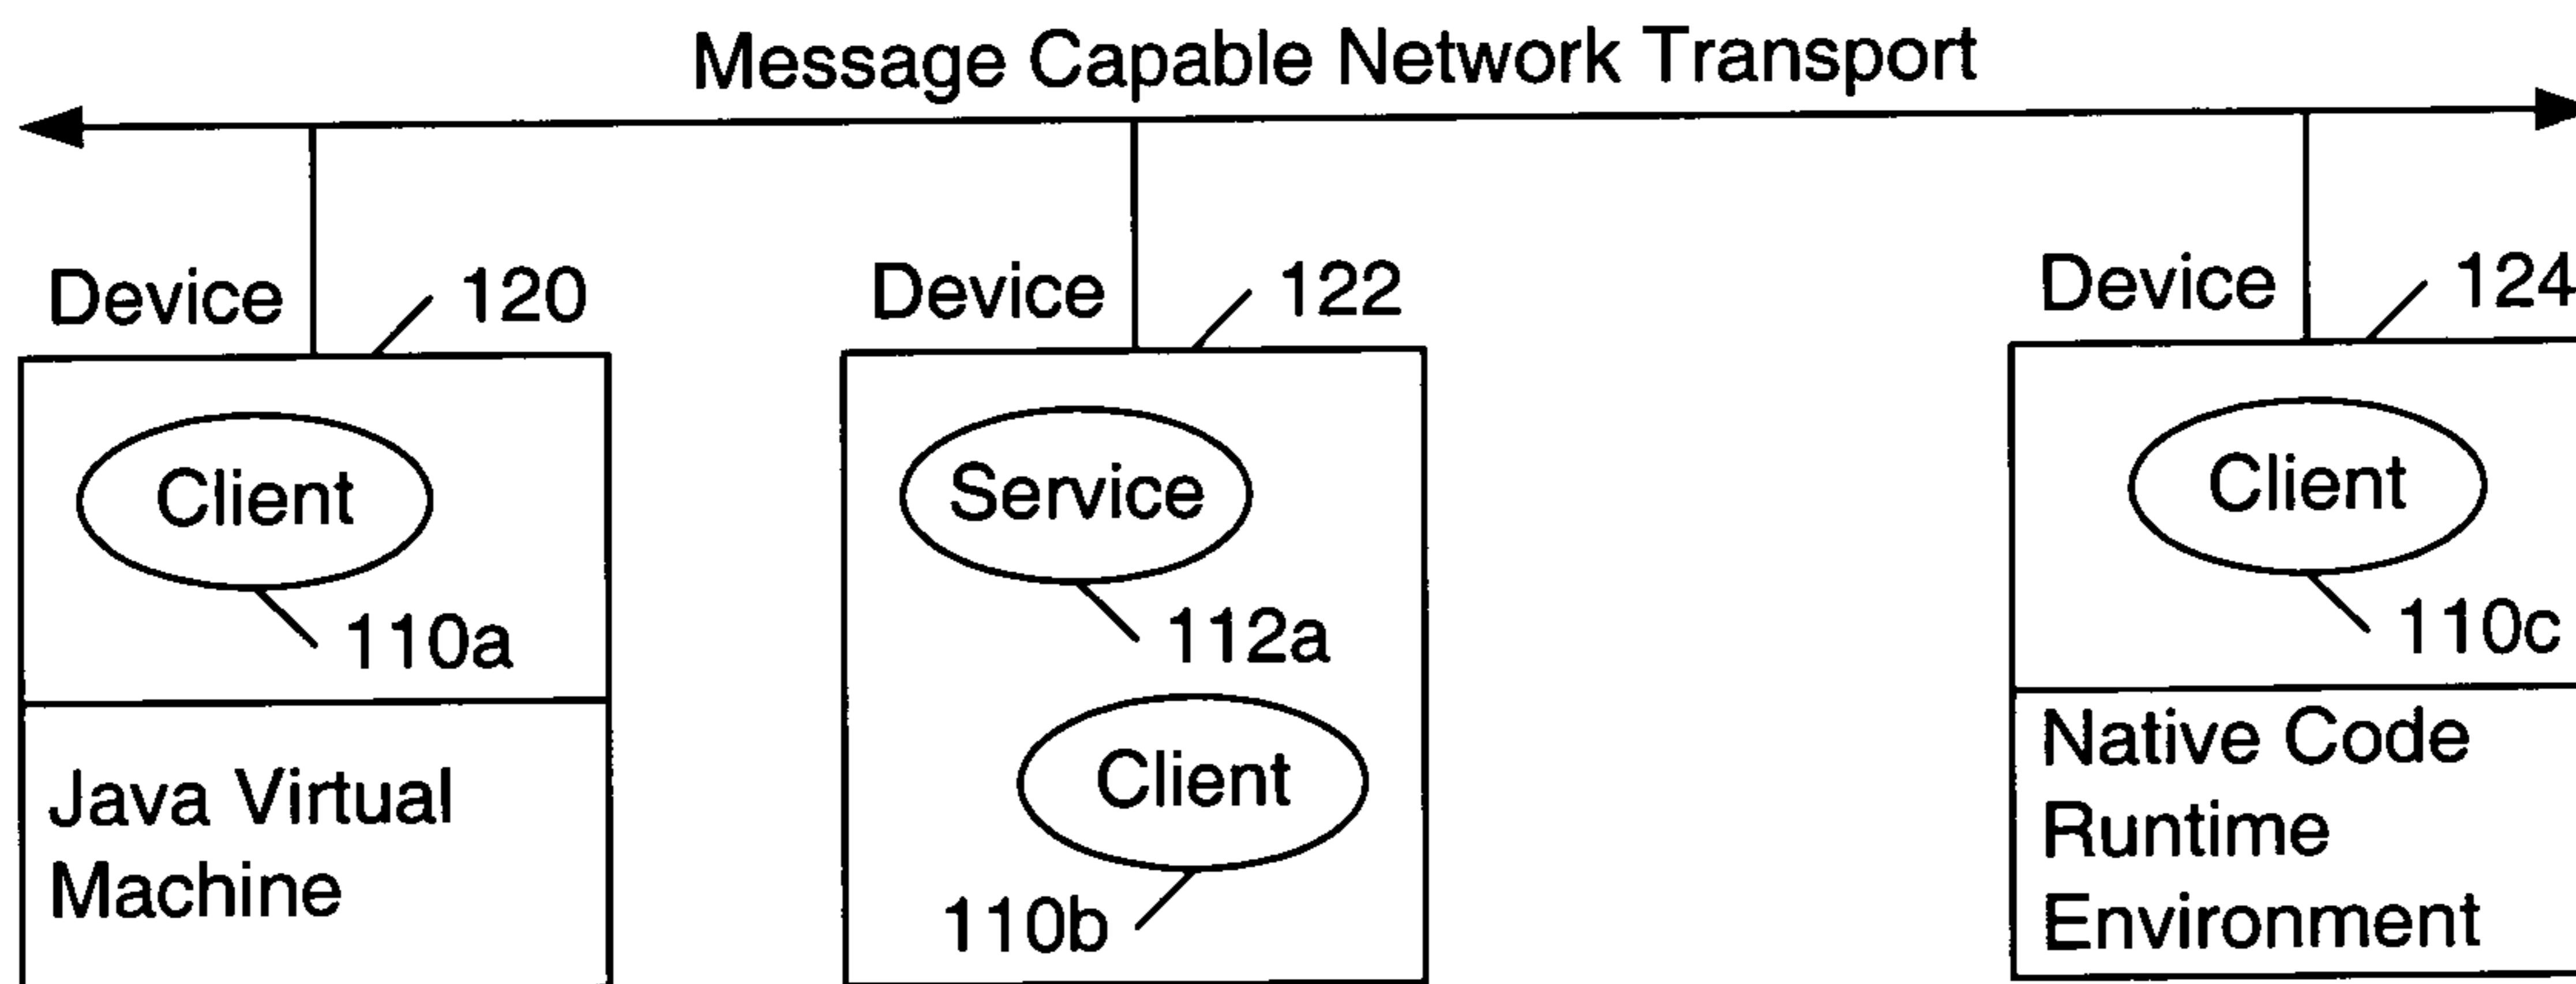 Message Capable Network Transport
Device
120
Device
122
Device
124
Client
110a
Java Virtual
Machine
Service
112a
Client
110b
Client
110c
Native Code
Runtime
Environment